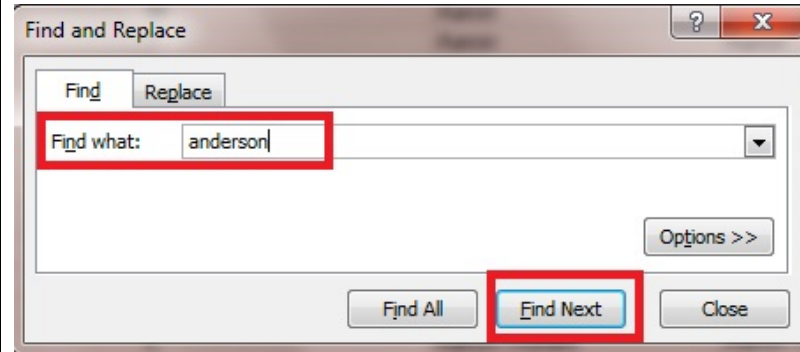 Find and Replace
Find Replace
Find what: anderson
Options >>
Find All Find Next Close